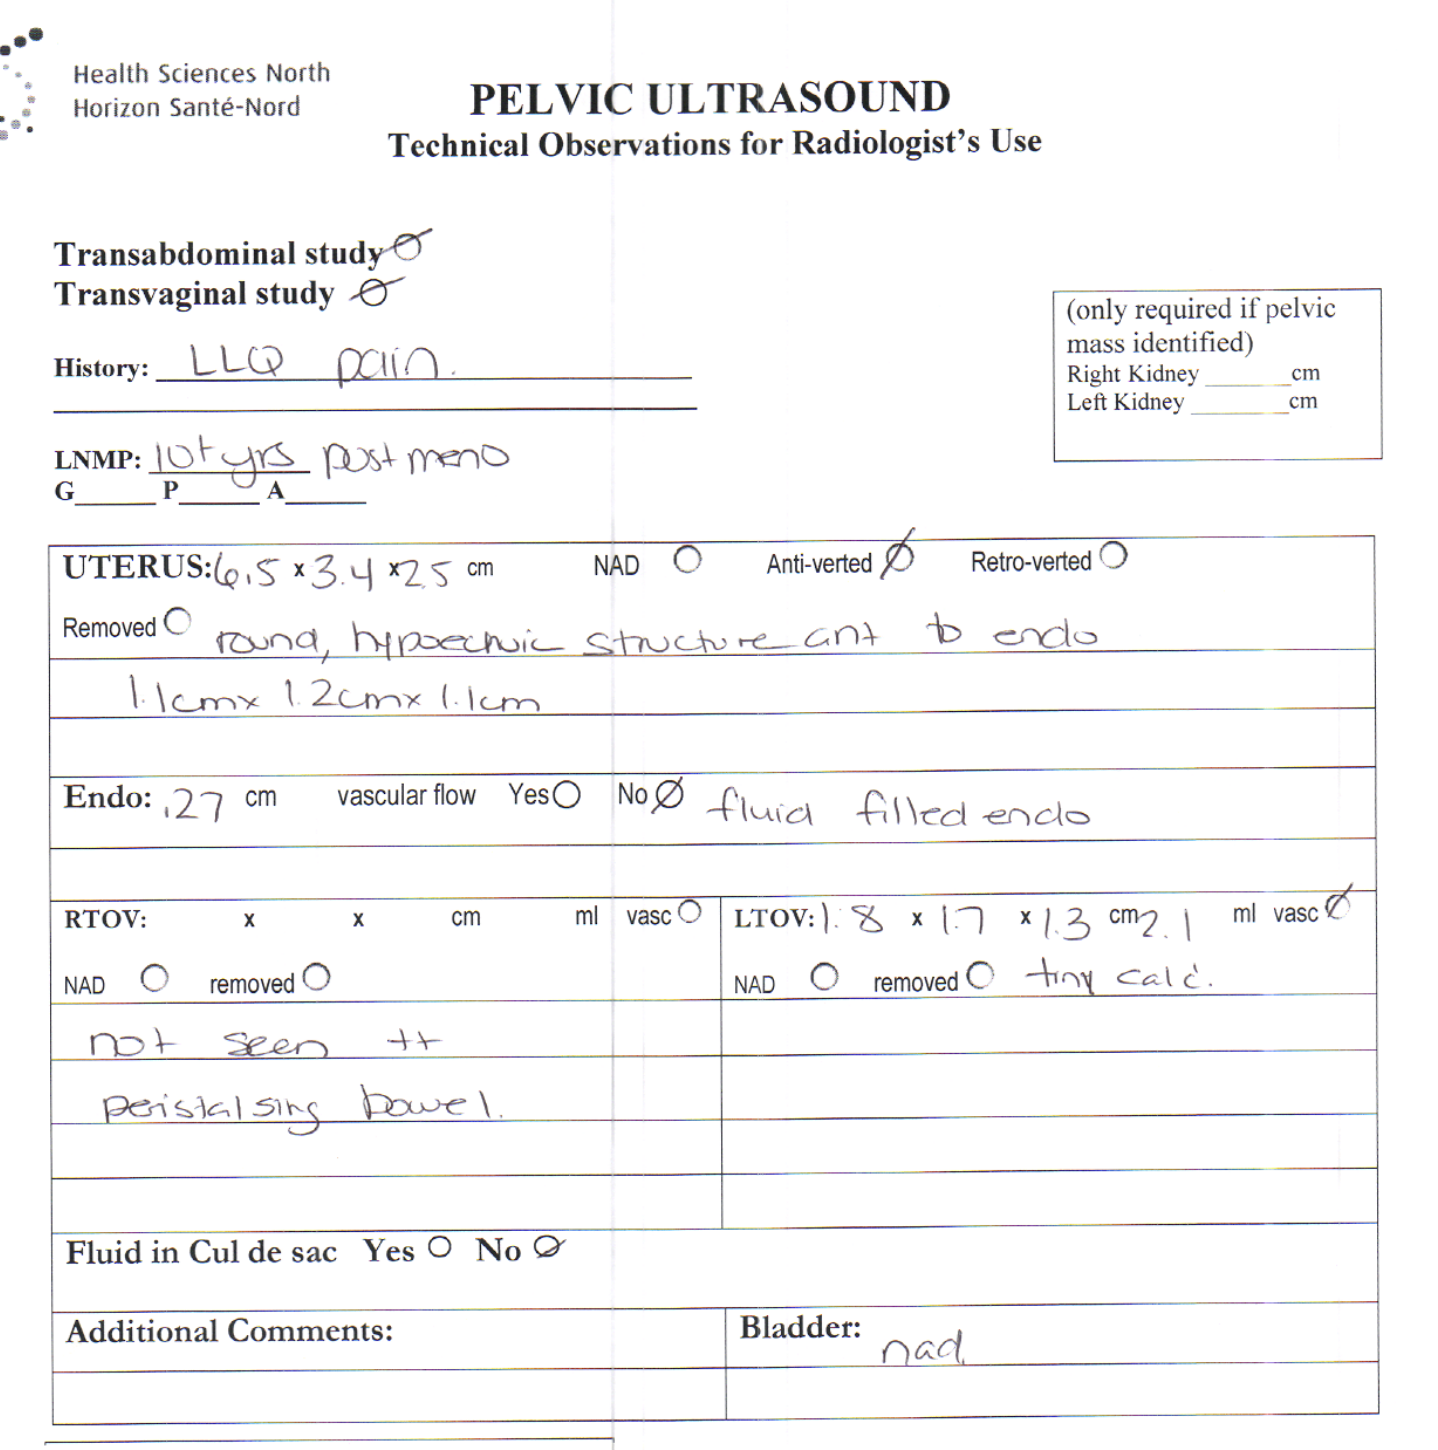 Health Sciences North
Horizon Santé-Nord
PELVIC ULTRASOUND
Technical Observations for Radiologist's Use
Transabdominal study
Transvaginal study
(only required if pelvic
mass identified)
Right Kidney ______cm
Left Kidney ______cm
History: LLQ pain.
LNMP: 10+ yrs post meno
G______ P______ A______
UTERUS: 6.5 x 3.4 x 2.5 cm NAD Anti-verted Retro-verted
Removed round, hypoechoic structure ant to endo
1.1cm x 1.2cm x 1.1cm
Endo: .27 cm vascular flow Yes No fluid filled endo
RTOV: x x cm ml vasc
NAD removed
not seen ++
peristalsing bowel.
LTOV: 1.8 x 1.7 x 1.3 cm 2.1 ml vasc
NAD removed tiny calc.
Fluid in Cul de sac Yes No
Additional Comments:
Bladder: nad.